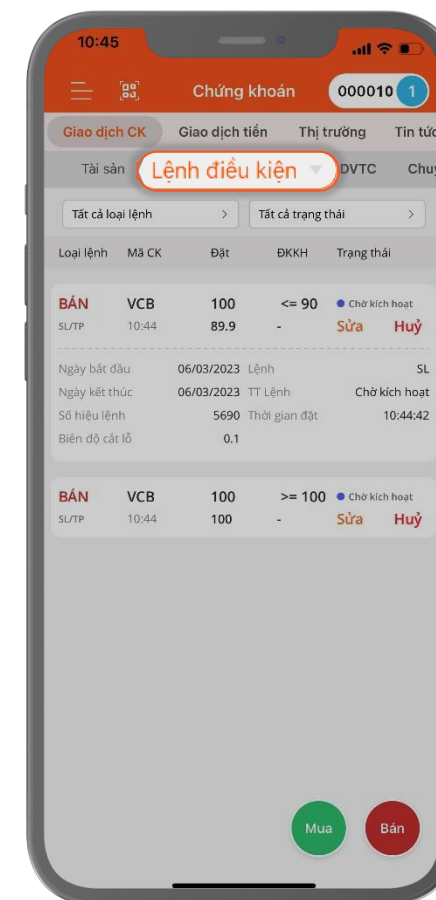 10:45
Chứng khoán 000010 1
Giao dịch CK Giao dịch tiền Thị trường Tin tức
Tài sản Lệnh điều kiện DVTC
Tất cả loại lệnh > Tất cả trạng thái >
Loại lệnh Mã CK Đặt ĐKKH Trạng thái
BÁN VCB 100 <= 90 Chờ kích hoạt
SL/TP 10:44 89.9 - Sửa Huỷ
Ngày bắt đầu 06/03/2023 Lệnh SL
Ngày kết thúc 06/03/2023 TT Lệnh Chờ kích hoạt
Số hiệu lệnh 5690 Thời gian đặt 10:44:42
Biên độ cắt lỗ 0.1
BÁN VCB 100 >= 100 Chờ kích hoạt
SL/TP 10:44 100 - Sửa Huỷ
Mua Bán